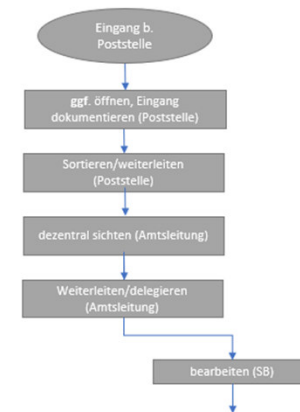 Eingang b.
Poststelle
ggf. öffnen, Eingang
dokumentieren (Poststelle)
Sortieren/weiterleiten
(Poststelle)
dezentral sichten (Amtsleitung)
Weiterleiten/delegieren
(Amtsleitung)
bearbeiten (SB)